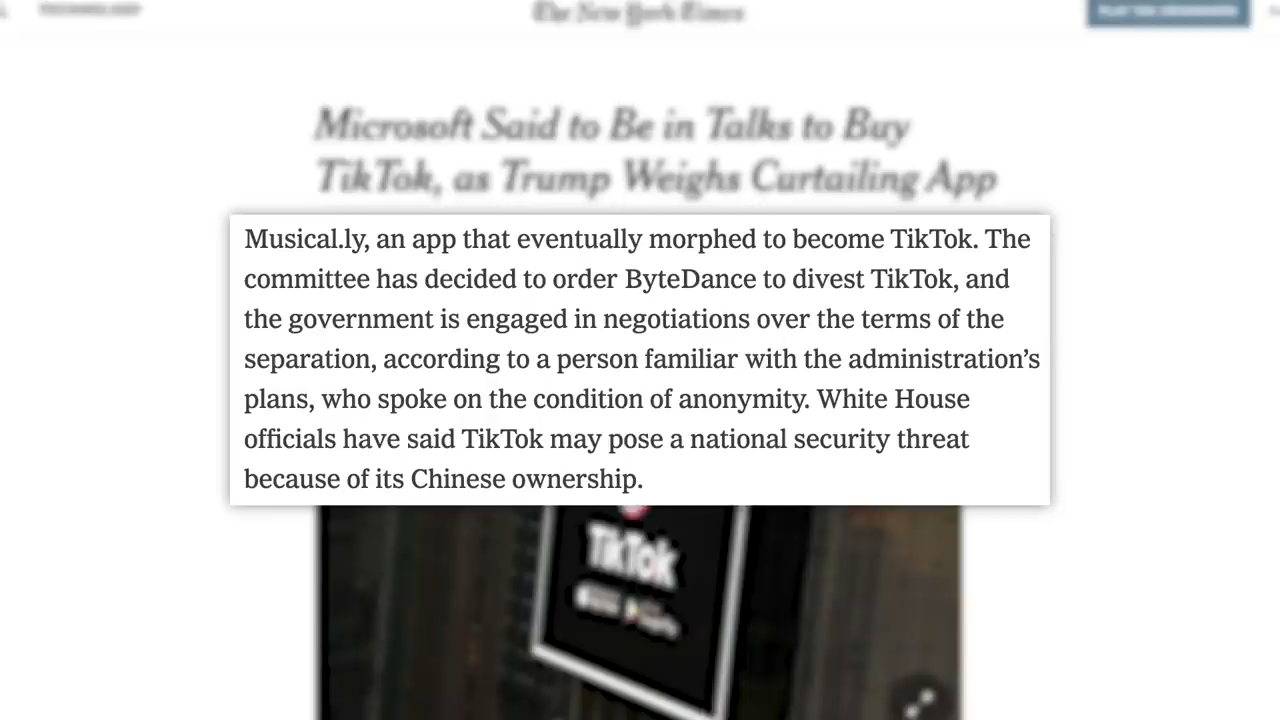 The New York Times
Microsoft Said to Be in Talks to Buy
TikTok, as Trump Weighs Curtailing App
Musical.ly, an app that eventually morphed to become TikTok. The
committee has decided to order ByteDance to divest TikTok, and
the government is engaged in negotiations over the terms of the
separation, according to a person familiar with the administration’s
plans, who spoke on the condition of anonymity. White House
officials have said TikTok may pose a national security threat
because of its Chinese ownership.
TikTok